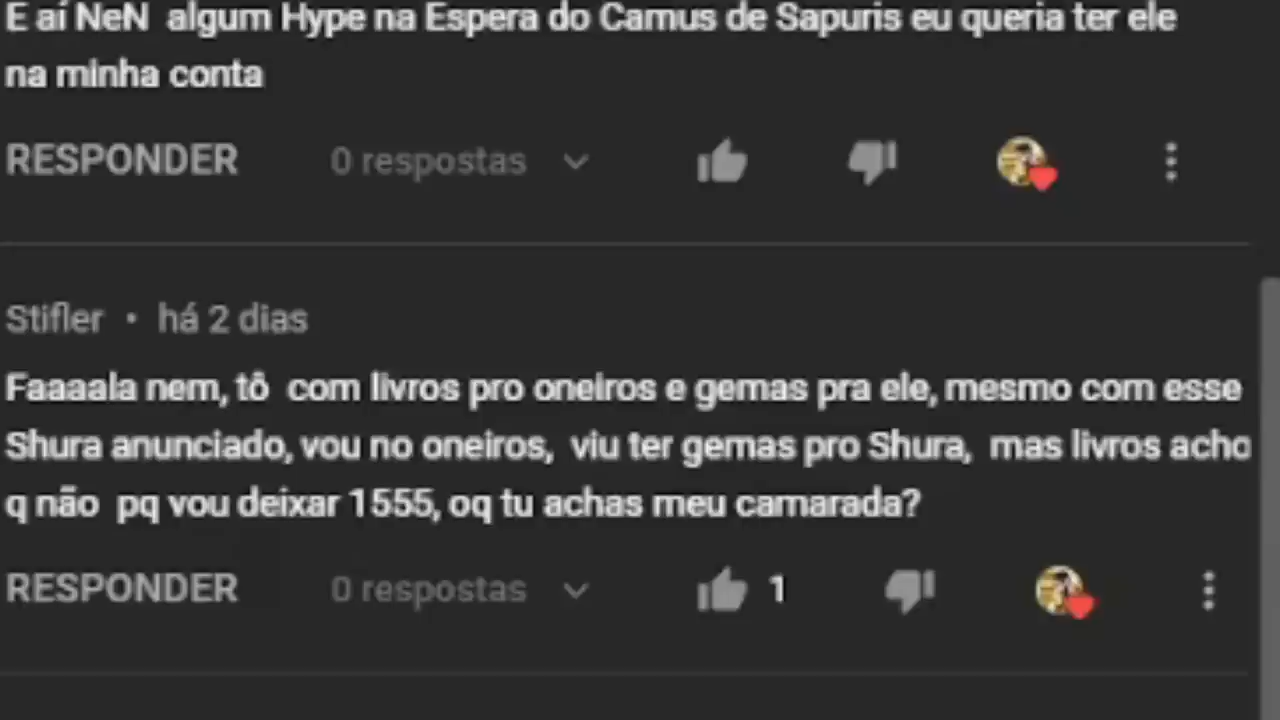 E aí NeN algum Hype na Espera do Camus de Sapuris eu queria ter ele
na minha conta
RESPONDER 0 respostas
Stifler • há 2 dias
Faaaala nem, tô com livros pro oneiros e gemas pra ele, mesmo com esse
Shura anunciado, vou no oneiros, viu ter gemas pro Shura, mas livros acho
q não pq vou deixar 1555, oq tu achas meu camarada?
RESPONDER 0 respostas 1